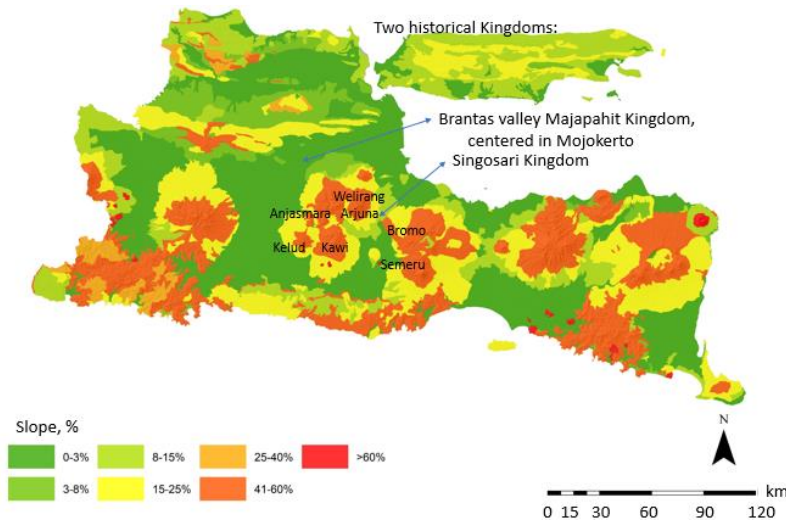 Two historical Kingdoms:
Brantas valley Majapahit Kingdom,
centered in Mojokerto
Singosari Kingdom
Welirang
Anjasmara Arjuna
Bromo
Kelud Kawi
Semeru
Slope, %
0-3% 8-15% 25-40% >60%
3-8% 15-25% 41-60%
N
km
0 15 30 60 90 120